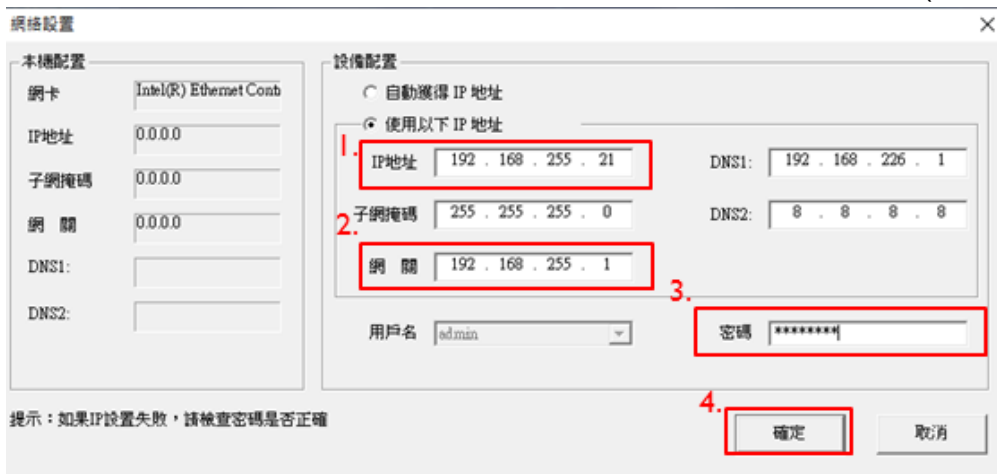 網絡設置
本機配置
網卡 Intel(R) Ethernet Cont
IP地址 0.0.0.0
子網掩碼 0.0.0.0
網 關 0.0.0.0
DNS1:
DNS2:
設備配置
自動獲得 IP 地址
使用以下 IP 地址
1.
IP地址 192 . 168 . 255 . 21
DNS1: 192 . 168 . 226 . 1
子網掩碼 255 . 255 . 255 . 0
DNS2: 8 . 8 . 8 . 8
2.
網 關 192 . 168 . 255 . 1
3.
用戶名 admin
密碼 ********
提示：如果IP設置失敗，請檢查密碼是否正確
4.
確定
取消